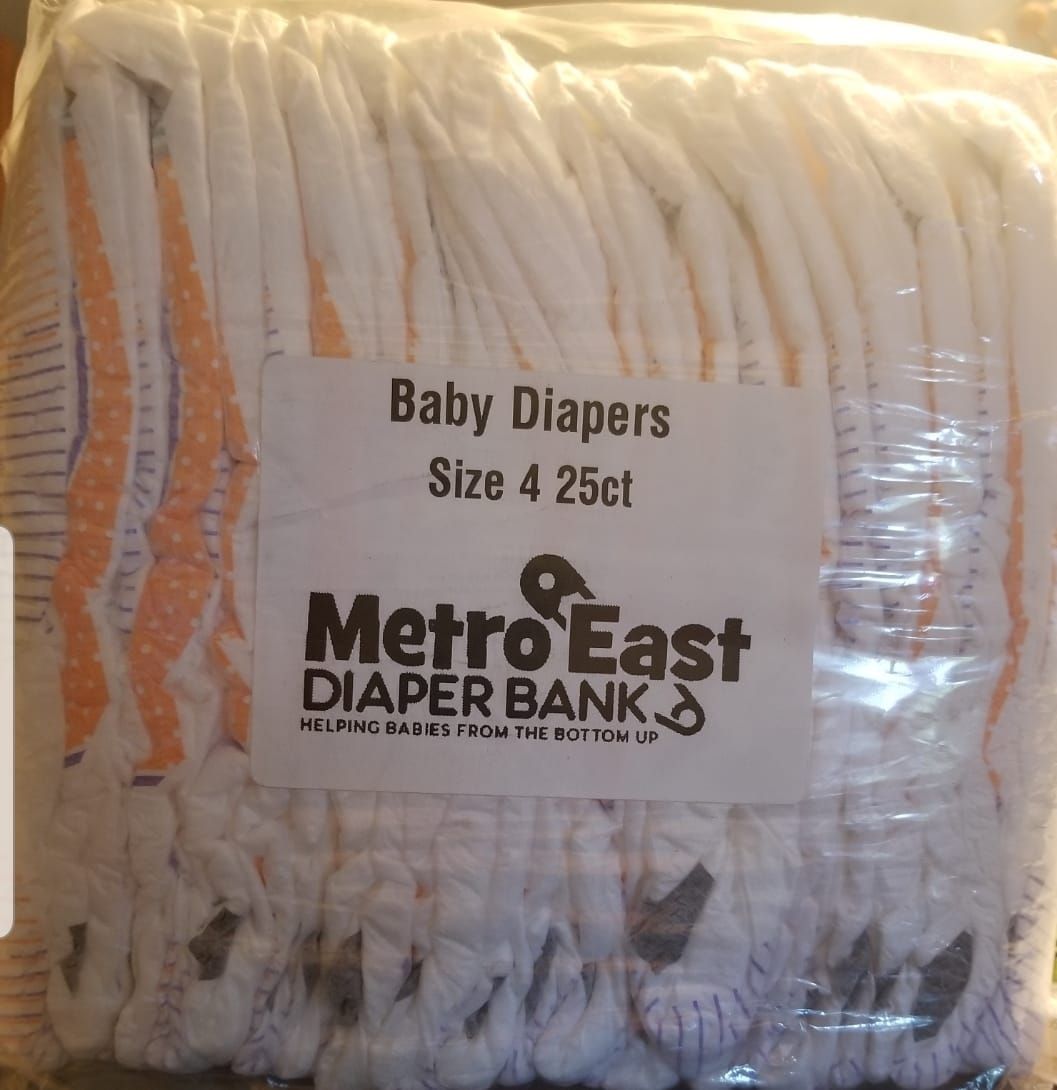 Baby Diapers
Size 4 25ct
Metro East
DIAPER BANK
HELPING BABIES FROM THE BOTTOM UP